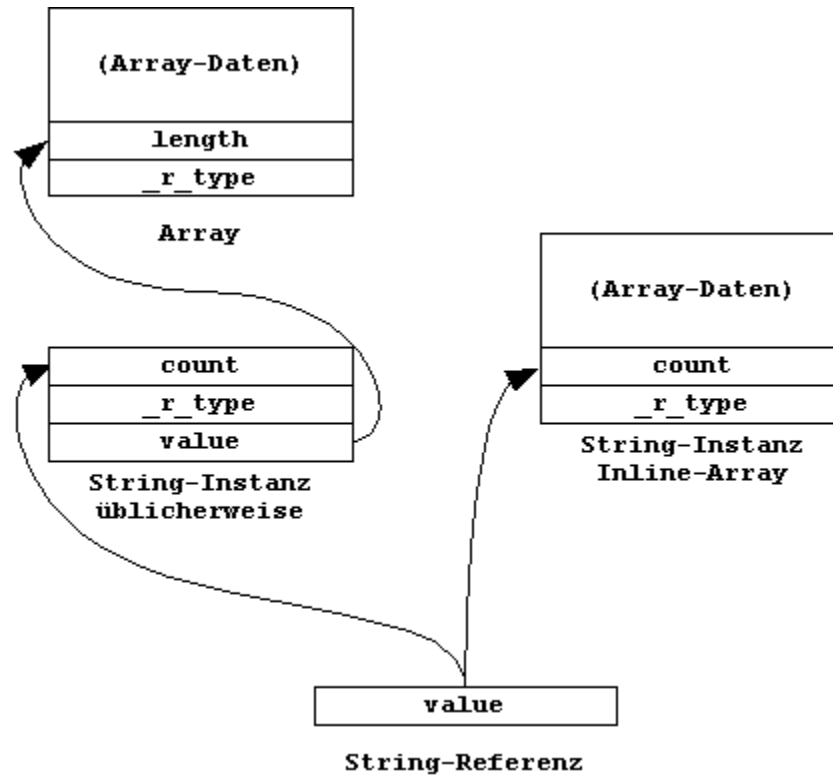 (Array-Daten)
length
_r_type
Array
count
_r_type
value
String-Instanz
üblicherweise
(Array-Daten)
count
_r_type
String-Instanz
Inline-Array
value
String-Referenz